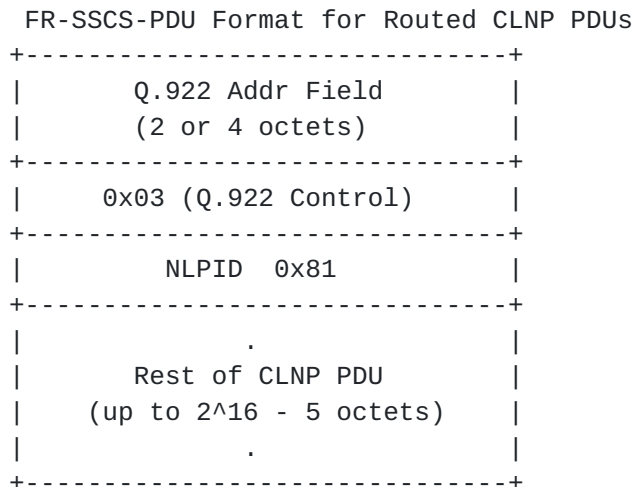 FR-SSCS-PDU Format for Routed CLNP PDUs
+-------------------------------+
|       Q.922 Addr Field        |
|       (2 or 4 octets)         |
+-------------------------------+
|     0x03 (Q.922 Control)      |
+-------------------------------+
|         NLPID  0x81           |
+-------------------------------+
|              .                |
|       Rest of CLNP PDU        |
|    (up to 2^16 - 5 octets)    |
|              .                |
+-------------------------------+